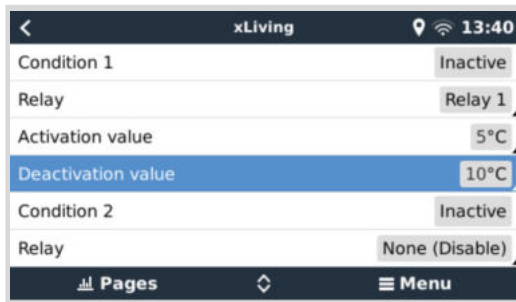 xLiving 13:40
Condition 1 Inactive
Relay Relay 1
Activation value 5°C
Deactivation value 10°C
Condition 2 Inactive
Relay None (Disable)
Pages Menu